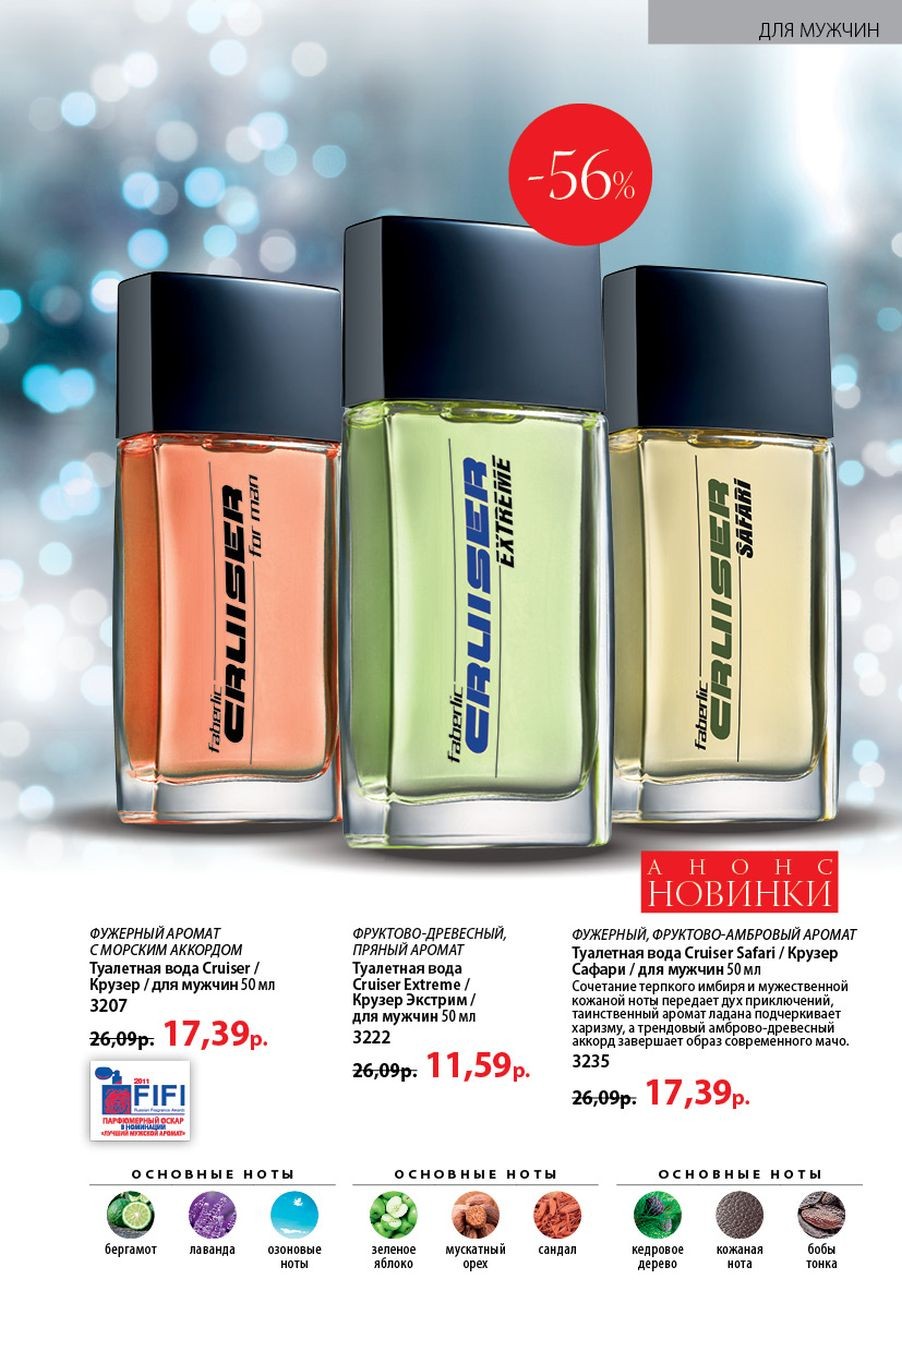 ДЛЯ МУЖЧИН
-56%
faberlic
CRUISER
for man
faberlic
CRUISER
EXTREME
faberlic
CRUISER
SAFARI
АНОНС
НОВИНКИ
ФУЖЕРНЫЙ АРОМАТ
С МОРСКИМ АККОРДОМ
Туалетная вода Cruiser /
Крузер / для мужчин 50 мл
3207
26,09р. 17,39р.
2011
FIFI
Russian Fragrance Awards
ПАРФЮМЕРНЫЙ ОСКАР
В НОМИНАЦИИ
«ЛУЧШИЙ МУЖСКОЙ АРОМАТ»
ФРУКТОВО-ДРЕВЕСНЫЙ,
ПРЯНЫЙ АРОМАТ
Туалетная вода
Cruiser Extreme /
Крузер Экстрим /
для мужчин 50 мл
3222
26,09р. 11,59р.
ФУЖЕРНЫЙ, ФРУКТОВО-АМБРОВЫЙ АРОМАТ
Туалетная вода Cruiser Safari / Крузер
Сафари / для мужчин 50 мл
Сочетание терпкого имбиря и мужественной
кожаной ноты передает дух приключений,
таинственный аромат ладана подчеркивает
харизму, а трендовый амброво-древесный
аккорд завершает образ современного мачо.
3235
26,09р. 17,39р.
ОСНОВНЫЕ НОТЫ
бергамот
лаванда
озоновые
ноты
ОСНОВНЫЕ НОТЫ
зеленое
яблоко
мускатный
орех
сандал
ОСНОВНЫЕ НОТЫ
кедровое
дерево
кожаная
нота
бобы
тонка